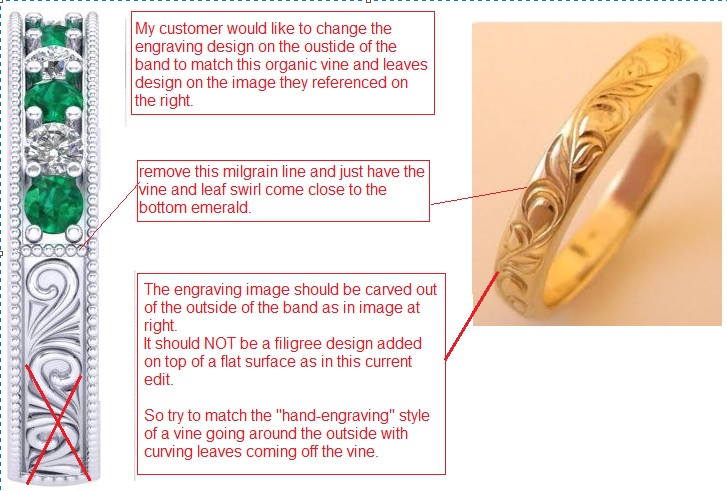 My customer would like to change the
engraving design on the oustide of the
band to match this organic vine and leaves
design on the image they referenced on
the right.
remove this milgrain line and just have the
vine and leaf swirl come close to the
bottom emerald.
The engraving image should be carved out
of the outside of the band as in image at
right.
It should NOT be a filigree design added
on top of a flat surface as in this current
edit.
So try to match the "hand-engraving" style
of a vine going around the outside with
curving leaves coming off the vine.